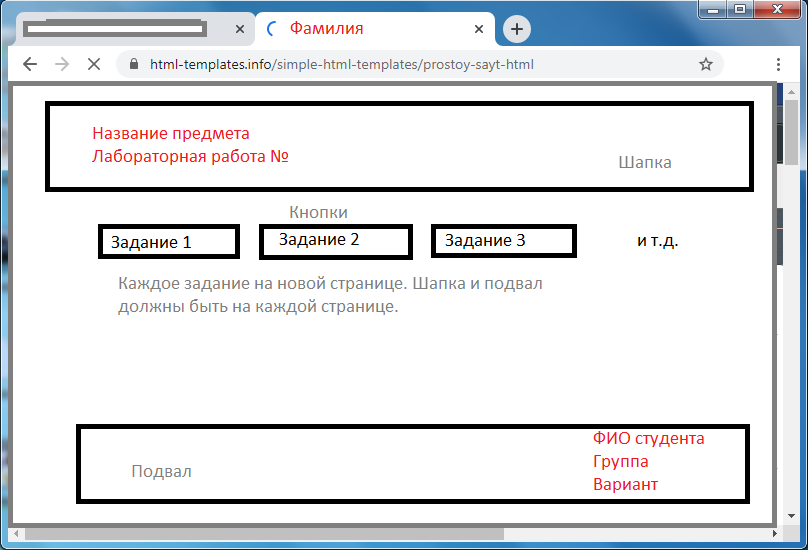 Фамилия
html-templates.info/simple-html-templates/prostoy-sayt-html
Название предмета
Лабораторная работа №
Шапка
Кнопки
Задание 1
Задание 2
Задание 3
и т.д.
Каждое задание на новой странице. Шапка и подвал
должны быть на каждой странице.
ФИО студента
Подвал
Группа
Вариант